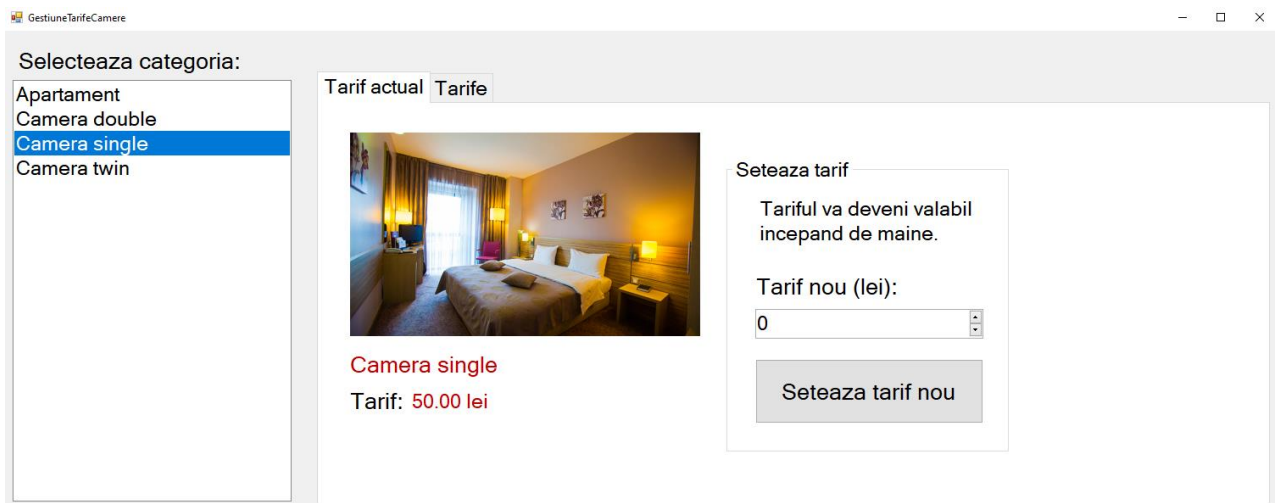 GestiuneTarifeCamere
Selecteaza categoria:
Apartament
Camera double
Camera single
Camera twin
Tarif actual
Tarife
Camera single
Tarif: 50.00 lei
Seteaza tarif
Tariful va deveni valabil
incepand de maine.
Tarif nou (lei):
0
Seteaza tarif nou